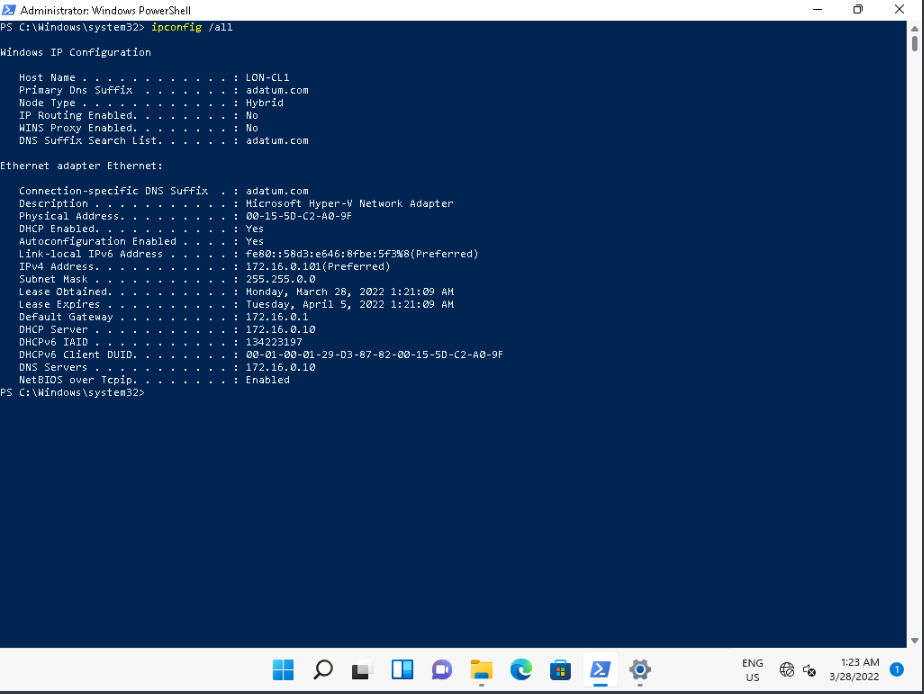 Administrator: Windows PowerShell
PS C:\Windows\system32> ipconfig /all
Windows IP Configuration
Host Name . . . . . . . . . . . . : LON-CL1
Primary Dns Suffix . . . . . . . : adatum.com
Node Type . . . . . . . . . . . . : Hybrid
IP Routing Enabled. . . . . . . . : No
WINS Proxy Enabled. . . . . . . . : No
DNS Suffix Search List. . . . . . : adatum.com
Ethernet adapter Ethernet:
Connection-specific DNS Suffix . : adatum.com
Description . . . . . . . . . . . : Microsoft Hyper-V Network Adapter
Physical Address. . . . . . . . . : 00-15-5D-C2-A0-9F
DHCP Enabled. . . . . . . . . . . : Yes
Autoconfiguration Enabled . . . . : Yes
Link-local IPv6 Address . . . . . : fe80::58d3:e646:8fbe:5f3%8(Preferred)
IPv4 Address. . . . . . . . . . . : 172.16.0.101(Preferred)
Subnet Mask . . . . . . . . . . . : 255.255.0.0
Lease Obtained. . . . . . . . . . : Monday, March 28, 2022 1:21:09 AM
Lease Expires . . . . . . . . . . : Tuesday, April 5, 2022 1:21:09 AM
Default Gateway . . . . . . . . . : 172.16.0.1
DHCP Server . . . . . . . . . . . : 172.16.0.10
DHCPv6 IAID . . . . . . . . . . . : 134223197
DHCPv6 Client DUID. . . . . . . . : 00-01-00-01-29-D3-87-82-00-15-5D-C2-A0-9F
DNS Servers . . . . . . . . . . . : 172.16.0.10
NetBIOS over Tcpip. . . . . . . . : Enabled
PS C:\Windows\system32>
ENG
US
1:23 AM
3/28/2022
1